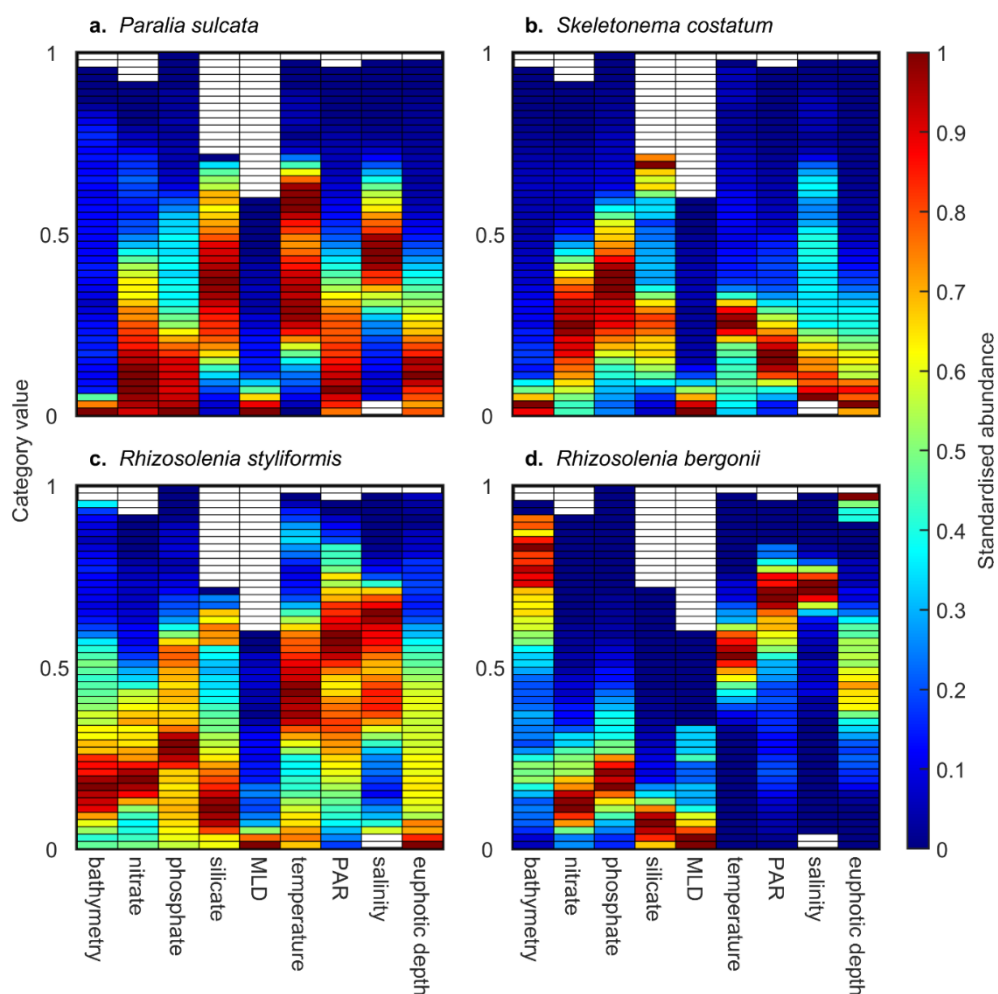 a. Paralia sulcata
b. Skeletonema costatum
1
0.5
0
c. Rhizosolenia styliformis
d. Rhizosolenia bergonii
1
0.5
0
1
0.5
0
1
0.5
0
Category value
bathymetry
nitrate
phosphate
silicate
MLD
temperature
PAR
salinity
euphotic depth
bathymetry
nitrate
phosphate
silicate
MLD
temperature
PAR
salinity
euphotic depth
1
0.9
0.8
0.7
0.6
0.5
0.4
0.3
0.2
0.1
0
Standardised abundance